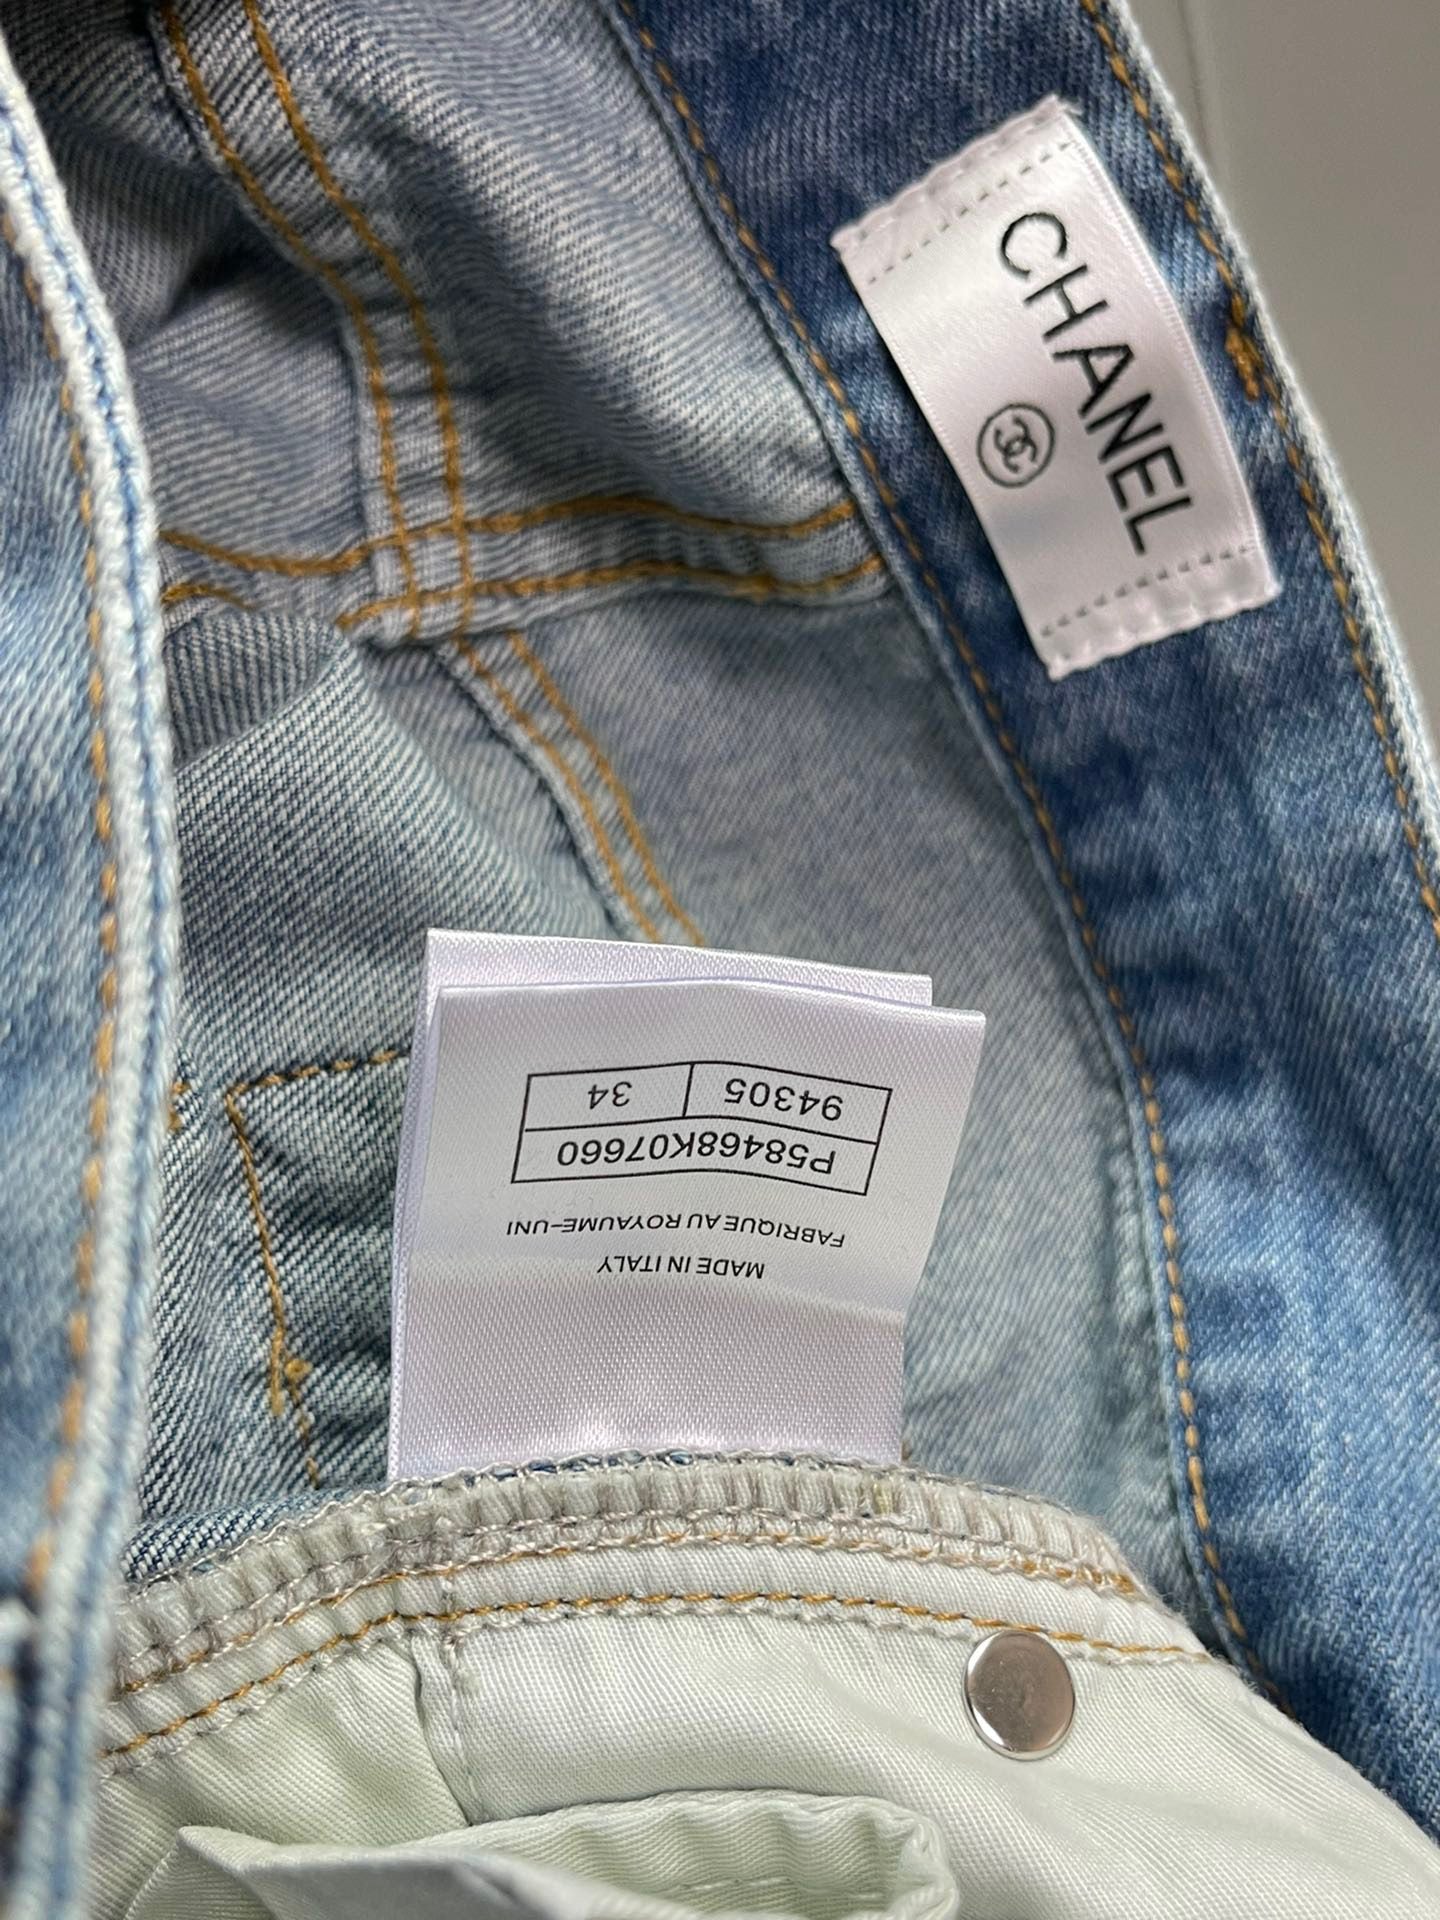 CHANEL
94305 34
P58468K07660
FABRIQUE AU ROYAUME-UNI
MADE IN ITALY